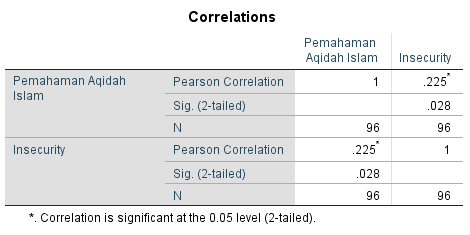 Correlations
Pemahaman
Aqidah Islam Insecurity
Pemahaman Aqidah Islam Pearson Correlation 1 .225*
Sig. (2-tailed) .028
N 96 96
Insecurity Pearson Correlation .225* 1
Sig. (2-tailed) .028
N 96 96
*. Correlation is significant at the 0.05 level (2-tailed).